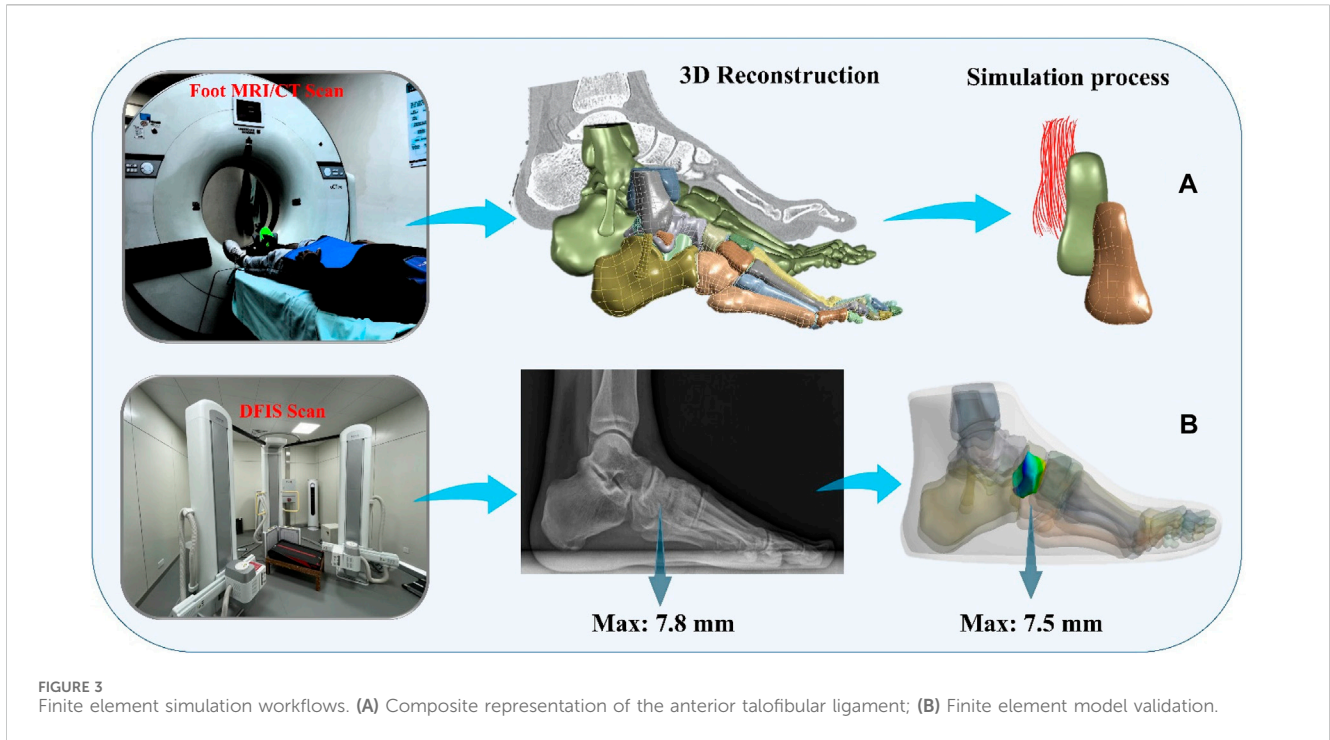 Foot MRI/CT Scan
3D Reconstruction
Simulation process
A
DFIS Scan
B
Max: 7.8 mm
Max: 7.5 mm
FIGURE 3
Finite element simulation workflows. (A) Composite representation of the anterior talofibular ligament; (B) Finite element model validation.